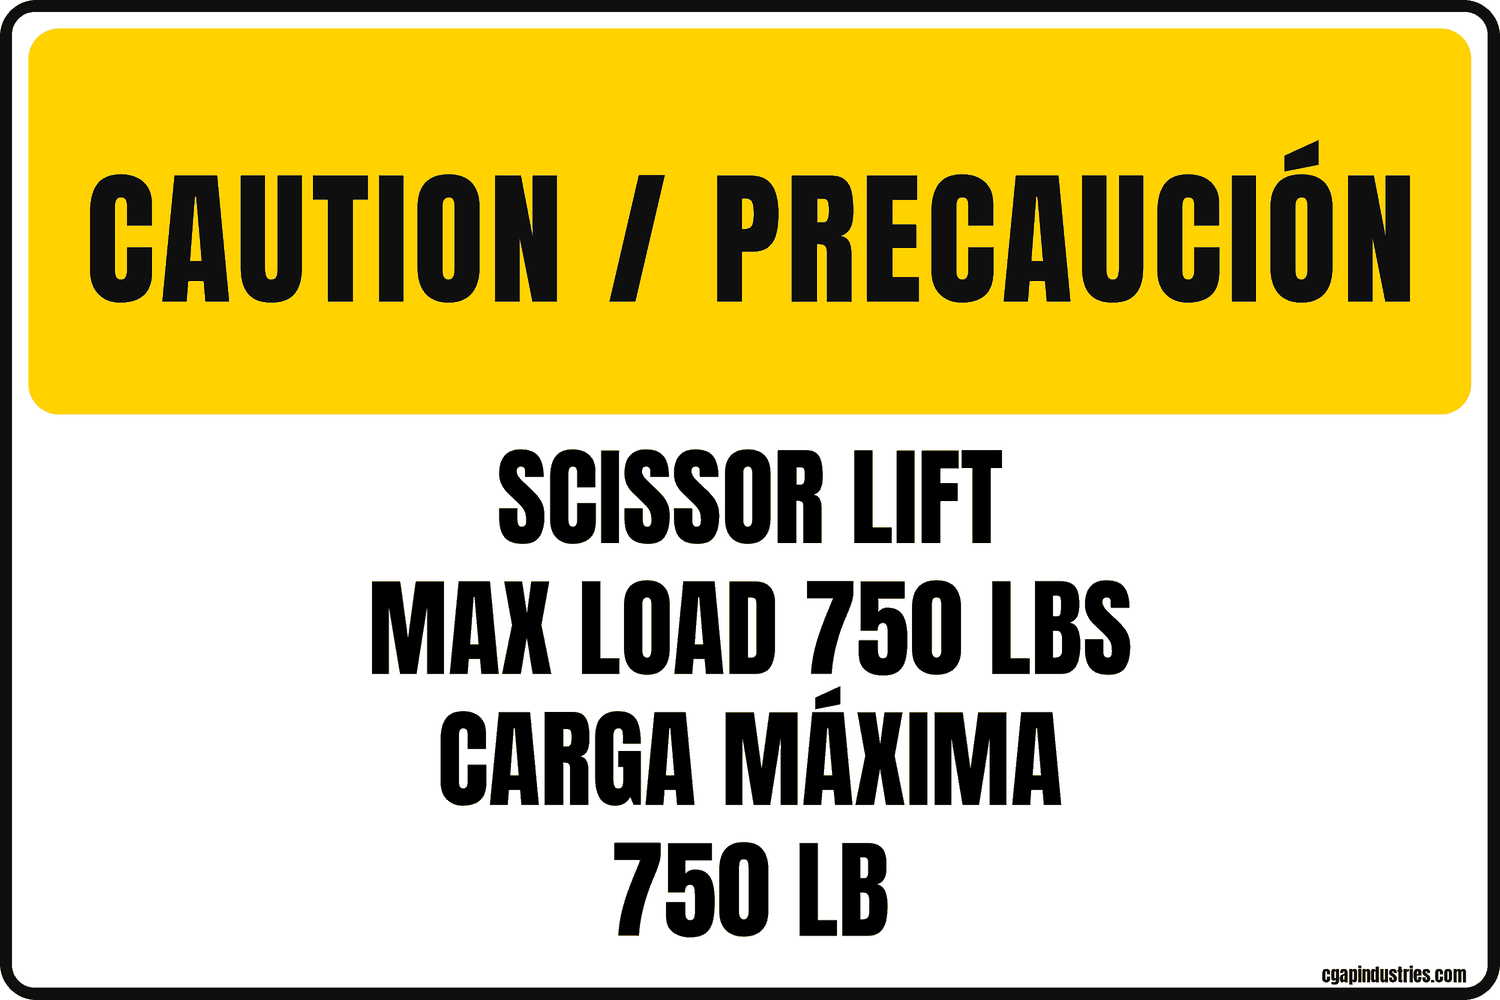 CAUTION / PRECAUCIÓN
SCISSOR LIFT
MAX LOAD 750 LBS
CARGA MÁXIMA
750 LB
cgapindustries.com